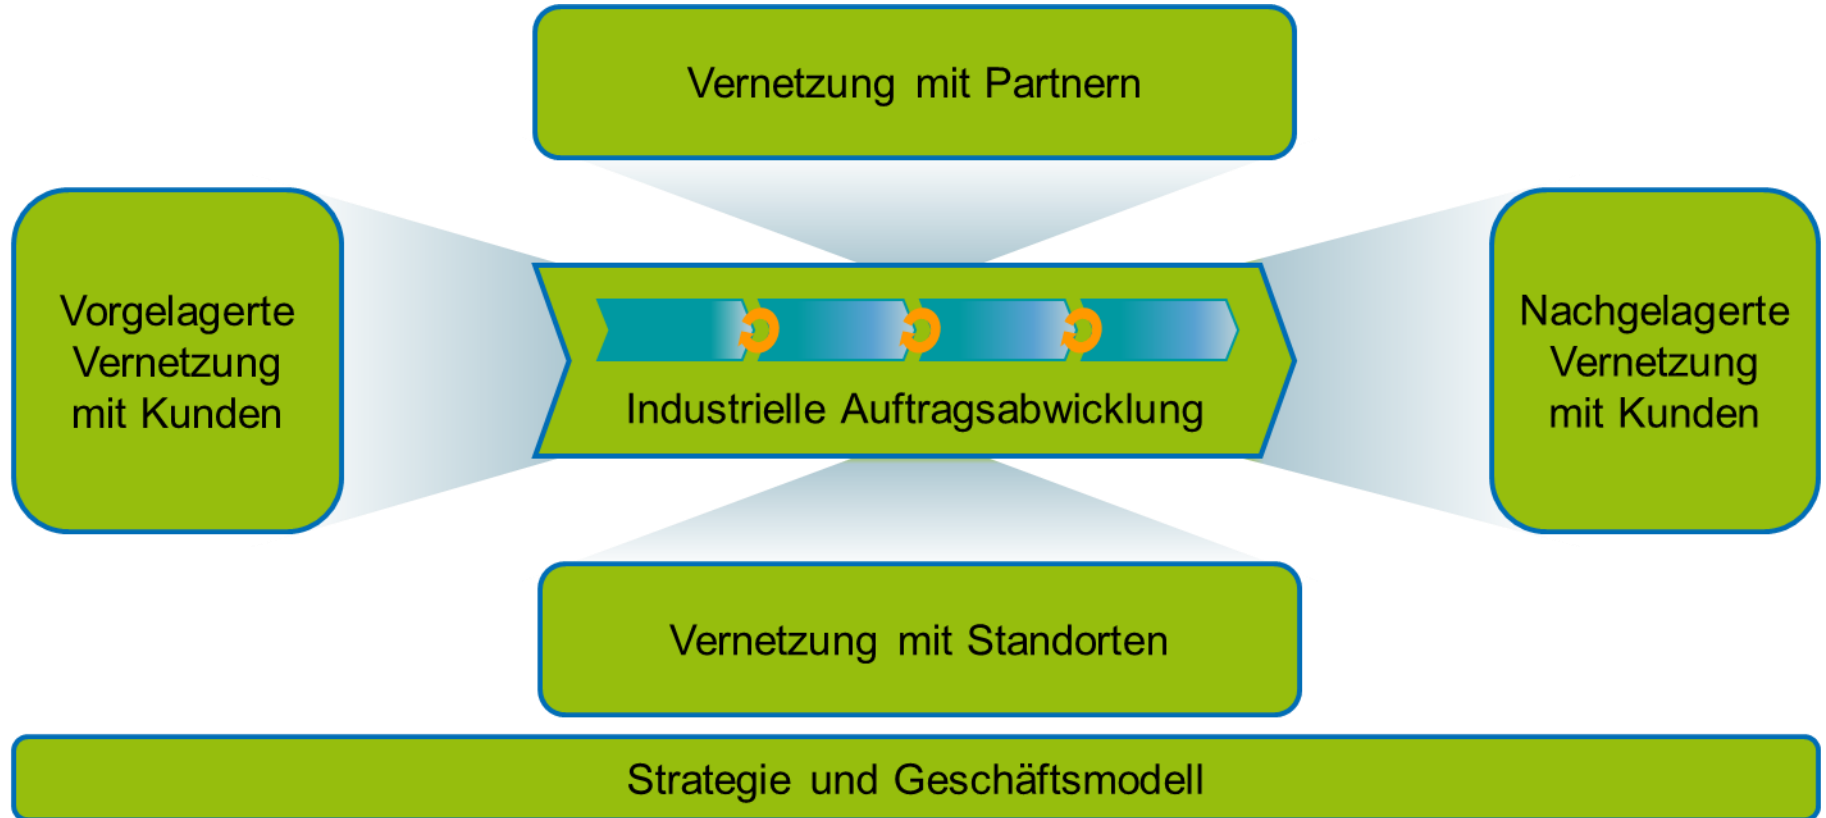 Vernetzung mit Partnern
Vorgelagerte
Vernetzung
mit Kunden
Industrielle Auftragsabwicklung
Nachgelagerte
Vernetzung
mit Kunden
Vernetzung mit Standorten
Strategie und Geschäftsmodell